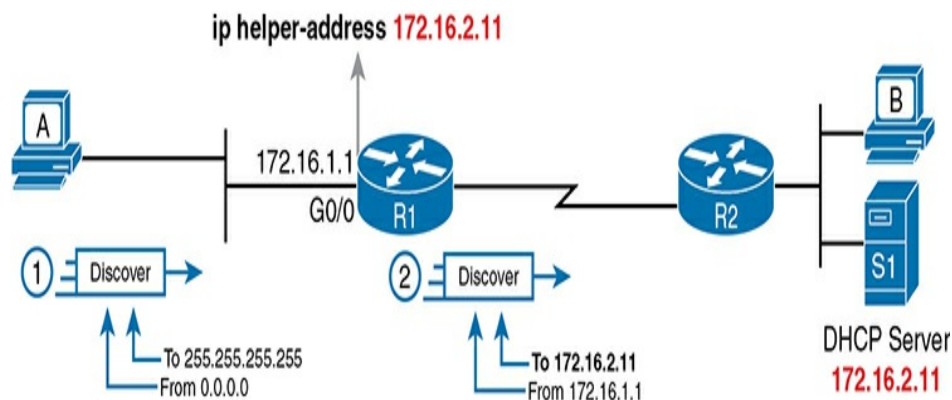 ip helper-address 172.16.2.11
A
172.16.1.1
G0/0
R1
R2
B
S1
1
Discover
2
Discover
To 255.255.255.255
From 0.0.0.0
To 172.16.2.11
From 172.16.1.1
DHCP Server
172.16.2.11